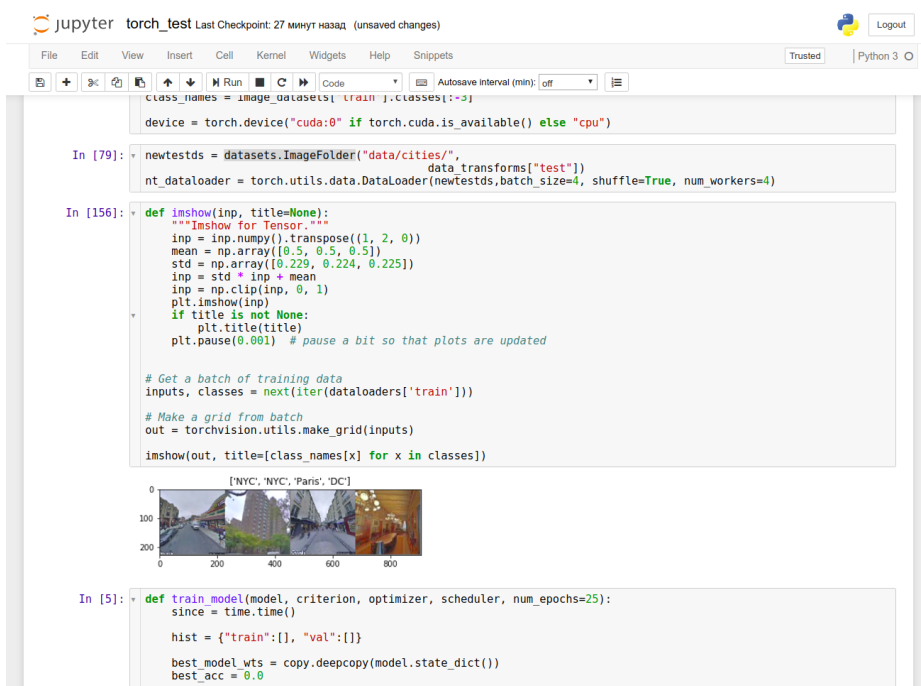 jupyter torch_test Last Checkpoint: 27 минут назад (unsaved changes) Logout
File Edit View Insert Cell Kernel Widgets Help Snippets Trusted Python 3
Run Code Autosave interval (min): off
class_names = image_datasets['train'].classes[:-3]
device = torch.device("cuda:0" if torch.cuda.is_available() else "cpu")
In [79]: newtestds = datasets.ImageFolder("data/cities/",
data_transforms["test"])
nt_dataloader = torch.utils.data.DataLoader(newtestds,batch_size=4, shuffle=True, num_workers=4)
In [156]: def imshow(inp, title=None):
"""Imshow for Tensor."""
inp = inp.numpy().transpose((1, 2, 0))
mean = np.array([0.5, 0.5, 0.5])
std = np.array([0.229, 0.224, 0.225])
inp = std * inp + mean
inp = np.clip(inp, 0, 1)
plt.imshow(inp)
if title is not None:
plt.title(title)
plt.pause(0.001)  # pause a bit so that plots are updated
# Get a batch of training data
inputs, classes = next(iter(dataloaders['train']))
# Make a grid from batch
out = torchvision.utils.make_grid(inputs)
imshow(out, title=[class_names[x] for x in classes])
['NYC', 'NYC', 'Paris', 'DC']
0
100
200
0 200 400 600 800
In [5]: def train_model(model, criterion, optimizer, scheduler, num_epochs=25):
since = time.time()
hist = {"train":[], "val":[]}
best_model_wts = copy.deepcopy(model.state_dict())
best_acc = 0.0